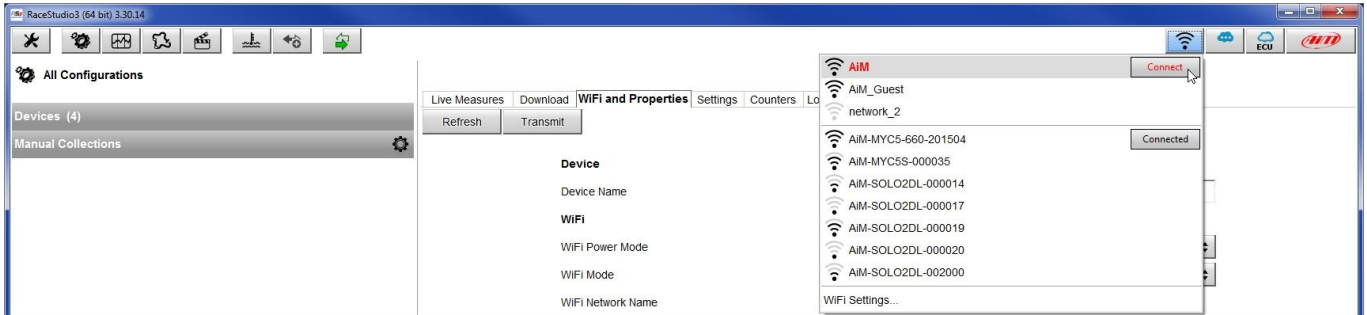 RaceStudio3 (64 bit) 3.30.14
ECU
AiM
All Configurations
Devices (4)
Manual Collections
Live Measures Download WiFi and Properties Settings Counters Lo
Refresh Transmit
Device
Device Name
WiFi
WiFi Power Mode
WiFi Mode
WiFi Network Name
AiM Connect
AiM_Guest
network_2
AiM-MYC5-660-201504 Connected
AiM-MYC5S-000035
AiM-SOLO2DL-000014
AiM-SOLO2DL-000017
AiM-SOLO2DL-000019
AiM-SOLO2DL-000020
AiM-SOLO2DL-002000
WiFi Settings...